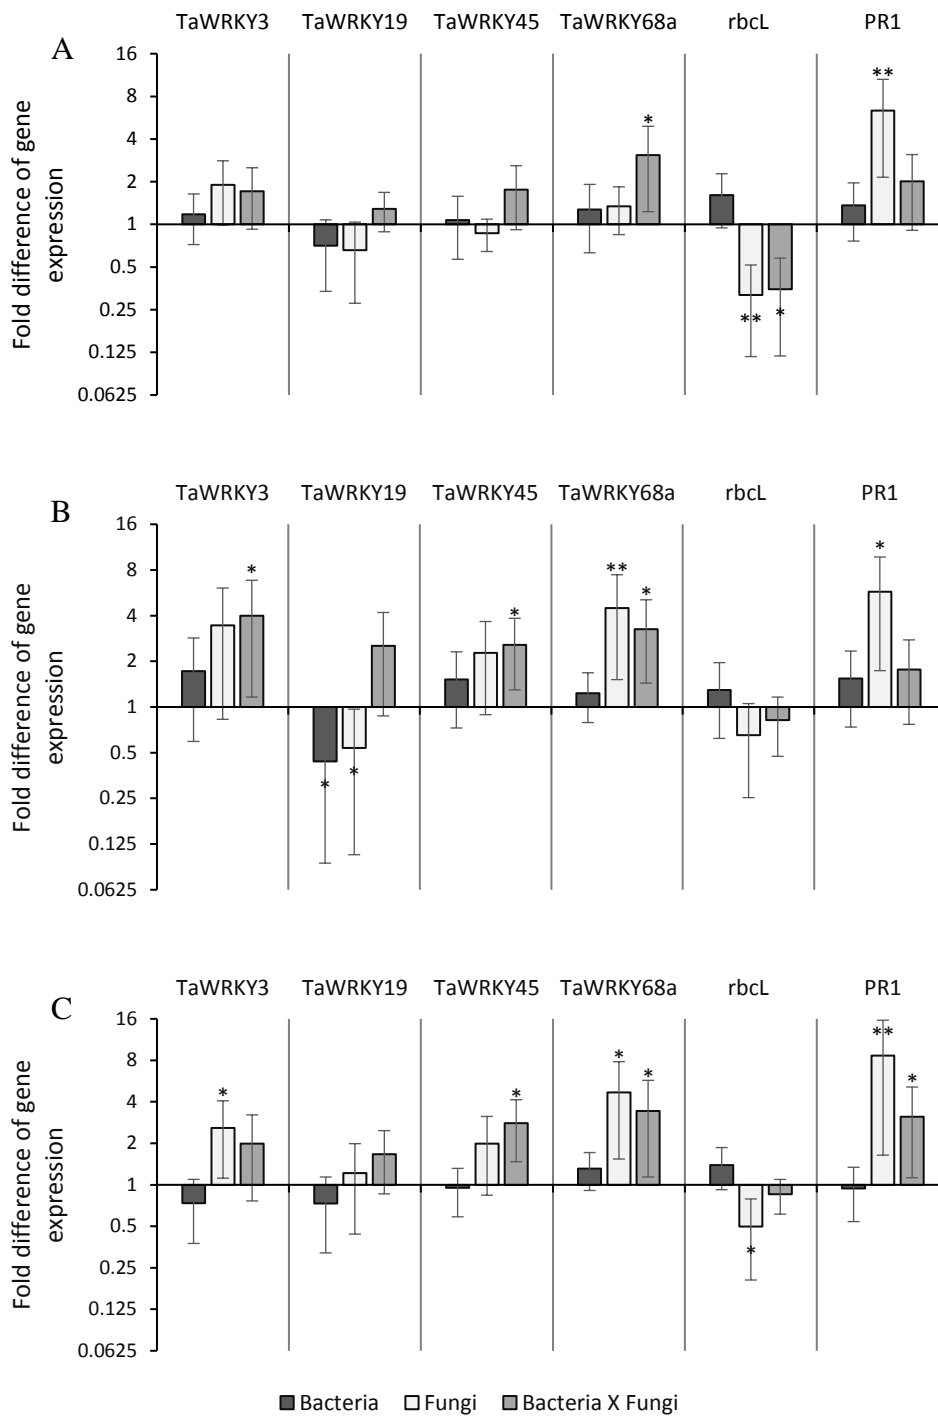 TaWRKY3 TaWRKY19 TaWRKY45 TaWRKY68a rbcL PR1
A
Fold difference of gene
expression
16
8
4
2
1
0.5
0.25
0.125
0.0625
**
*
** *
TaWRKY3 TaWRKY19 TaWRKY45 TaWRKY68a rbcL PR1
B
Fold difference of gene
expression
16
8
4
2
1
0.5
0.25
0.125
0.0625
* * ** * *
* *
TaWRKY3 TaWRKY19 TaWRKY45 TaWRKY68a rbcL PR1
C
Fold difference of gene
expression
16
8
4
2
1
0.5
0.25
0.125
0.0625
* * * * ** *
*
Bacteria Fungi Bacteria X Fungi